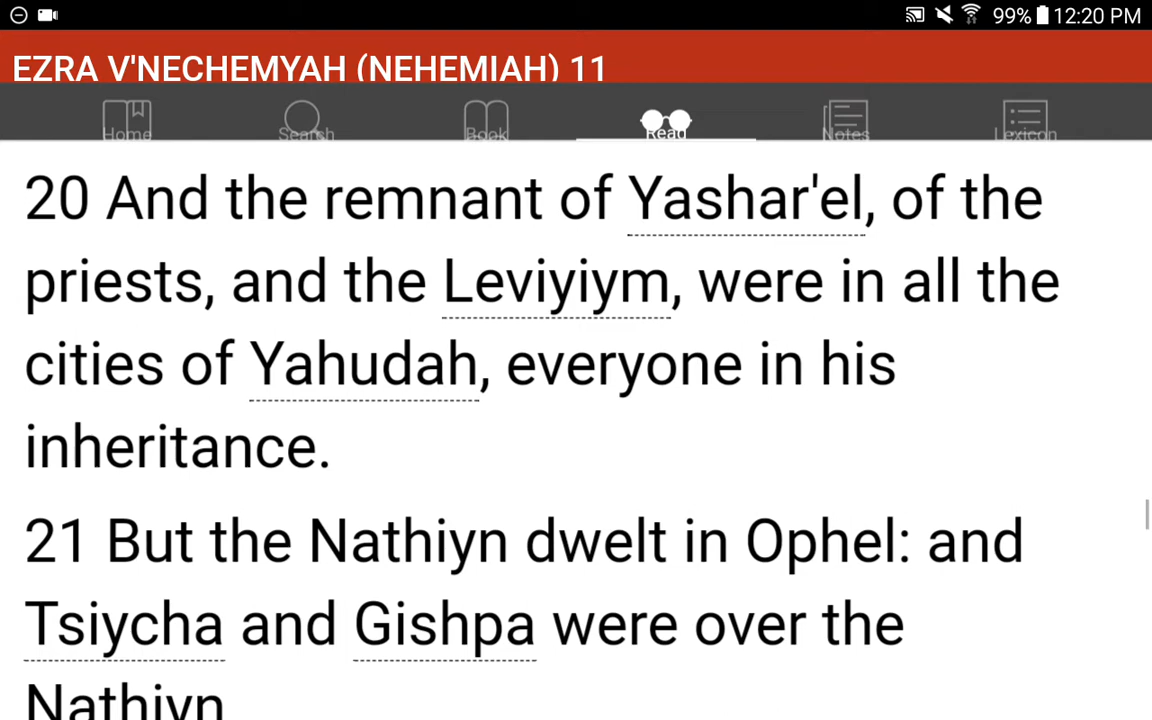 99% 12:20 PM
EZRA V'NECHEMYAH (NEHEMIAH) 11
Home Search Book Read Notes Lexicon
20 And the remnant of Yashar'el, of the
priests, and the Leviyiym, were in all the
cities of Yahudah, everyone in his
inheritance.
21 But the Nathiyn dwelt in Ophel: and
Tsiycha and Gishpa were over the
Nathiyn